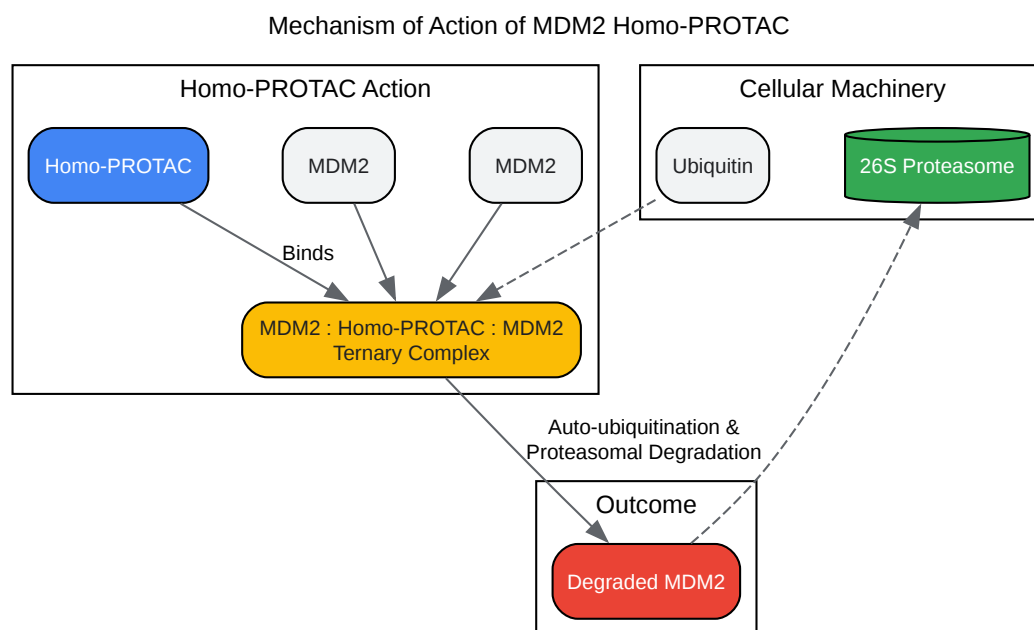 Mechanism of Action of MDM2 Homo-PROTAC
Homo-PROTAC Action
Cellular Machinery
Homo-PROTAC
MDM2
MDM2
Ubiquitin
26S Proteasome
Binds
MDM2 : Homo-PROTAC : MDM2
Ternary Complex
Auto-ubiquitination &
Proteasomal Degradation
Outcome
Degraded MDM2